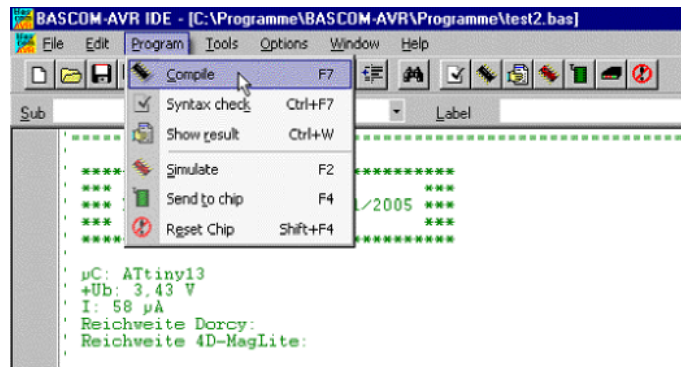 BASCOM-AVR IDE - [C:\Programme\BASCOM-AVR\Programme\test2.bas]
File Edit Program Tools Options Window Help
Compile F7
Sub Label
Syntax check Ctrl+F7
Show result Ctrl+W
Simulate F2
Send to chip F4
Reset Chip Shift+F4
'=====================================
' **** **********
' *** ***
' *** 1/2005 ***
' *** ***
' **** **********
'
' µC: ATtiny13
' +Ub: 3,43 V
' I: 58 µA
' Reichweite Dorcy:
' Reichweite 4D-MagLite:
'